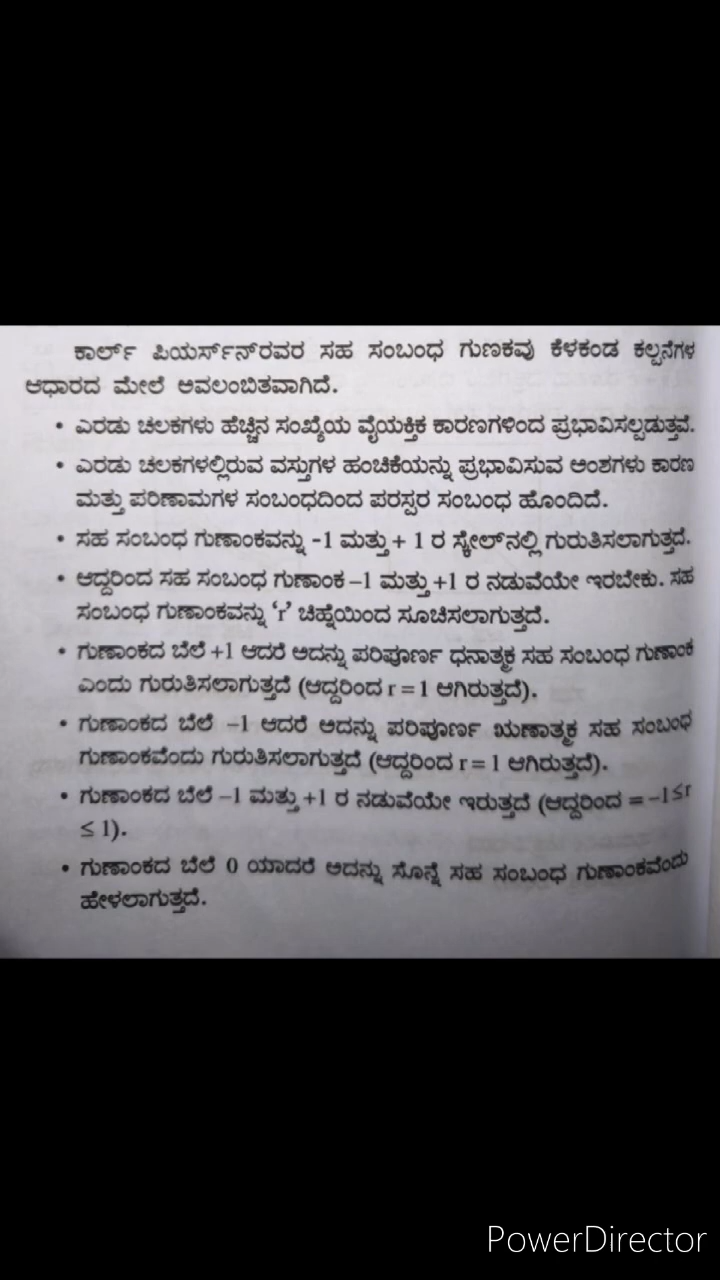 ಕಾರ್ಲ್ ಪಿಯರ್ಸ್‌ನ್‌ರವರ ಸಹ ಸಂಬಂಧ ಗುಣಕವು ಕೆಳಕಂಡ ಕಲ್ಪನೆಗಳ
ಆಧಾರದ ಮೇಲೆ ಅವಲಂಬಿತವಾಗಿದೆ.
• ಎರಡು ಚಲಕಗಳು ಹೆಚ್ಚಿನ ಸಂಖ್ಯೆಯ ವೈಯಕ್ತಿಕ ಕಾರಣಗಳಿಂದ ಪ್ರಭಾವಿಸಲ್ಪಡುತ್ತವೆ.
• ಎರಡು ಚಲಕಗಳಲ್ಲಿರುವ ವಸ್ತುಗಳ ಹಂಚಿಕೆಯನ್ನು ಪ್ರಭಾವಿಸುವ ಅಂಶಗಳು ಕಾರಣ
ಮತ್ತು ಪರಿಣಾಮಗಳ ಸಂಬಂಧದಿಂದ ಪರಸ್ಪರ ಸಂಬಂಧ ಹೊಂದಿದೆ.
• ಸಹ ಸಂಬಂಧ ಗುಣಾಂಕವನ್ನು -1 ಮತ್ತು + 1 ರ ಸ್ಕೇಲ್‌ನಲ್ಲಿ ಗುರುತಿಸಲಾಗುತ್ತದೆ.
• ಆದ್ದರಿಂದ ಸಹ ಸಂಬಂಧ ಗುಣಾಂಕ –1 ಮತ್ತು +1 ರ ನಡುವೆಯೇ ಇರಬೇಕು. ಸಹ
ಸಂಬಂಧ ಗುಣಾಂಕವನ್ನು ‘r’ ಚಿಹ್ನೆಯಿಂದ ಸೂಚಿಸಲಾಗುತ್ತದೆ.
• ಗುಣಾಂಕದ ಬೆಲೆ +1 ಆದರೆ ಅದನ್ನು ಪರಿಪೂರ್ಣ ಧನಾತ್ಮಕ ಸಹ ಸಂಬಂಧ ಗುಣಾಂಕ
ಎಂದು ಗುರುತಿಸಲಾಗುತ್ತದೆ (ಆದ್ದರಿಂದ r = 1 ಆಗಿರುತ್ತದೆ).
• ಗುಣಾಂಕದ ಬೆಲೆ –1 ಆದರೆ ಅದನ್ನು ಪರಿಪೂರ್ಣ ಋಣಾತ್ಮಕ ಸಹ ಸಂಬಂಧ
ಗುಣಾಂಕವೆಂದು ಗುರುತಿಸಲಾಗುತ್ತದೆ (ಆದ್ದರಿಂದ r = 1 ಆಗಿರುತ್ತದೆ).
• ಗುಣಾಂಕದ ಬೆಲೆ –1 ಮತ್ತು +1 ರ ನಡುವೆಯೇ ಇರುತ್ತದೆ (ಆದ್ದರಿಂದ = –1≤r
≤ 1).
• ಗುಣಾಂಕದ ಬೆಲೆ 0 ಯಾದರೆ ಅದನ್ನು ಸೊನ್ನೆ ಸಹ ಸಂಬಂಧ ಗುಣಾಂಕವೆಂದು
ಹೇಳಲಾಗುತ್ತದೆ.
PowerDirector